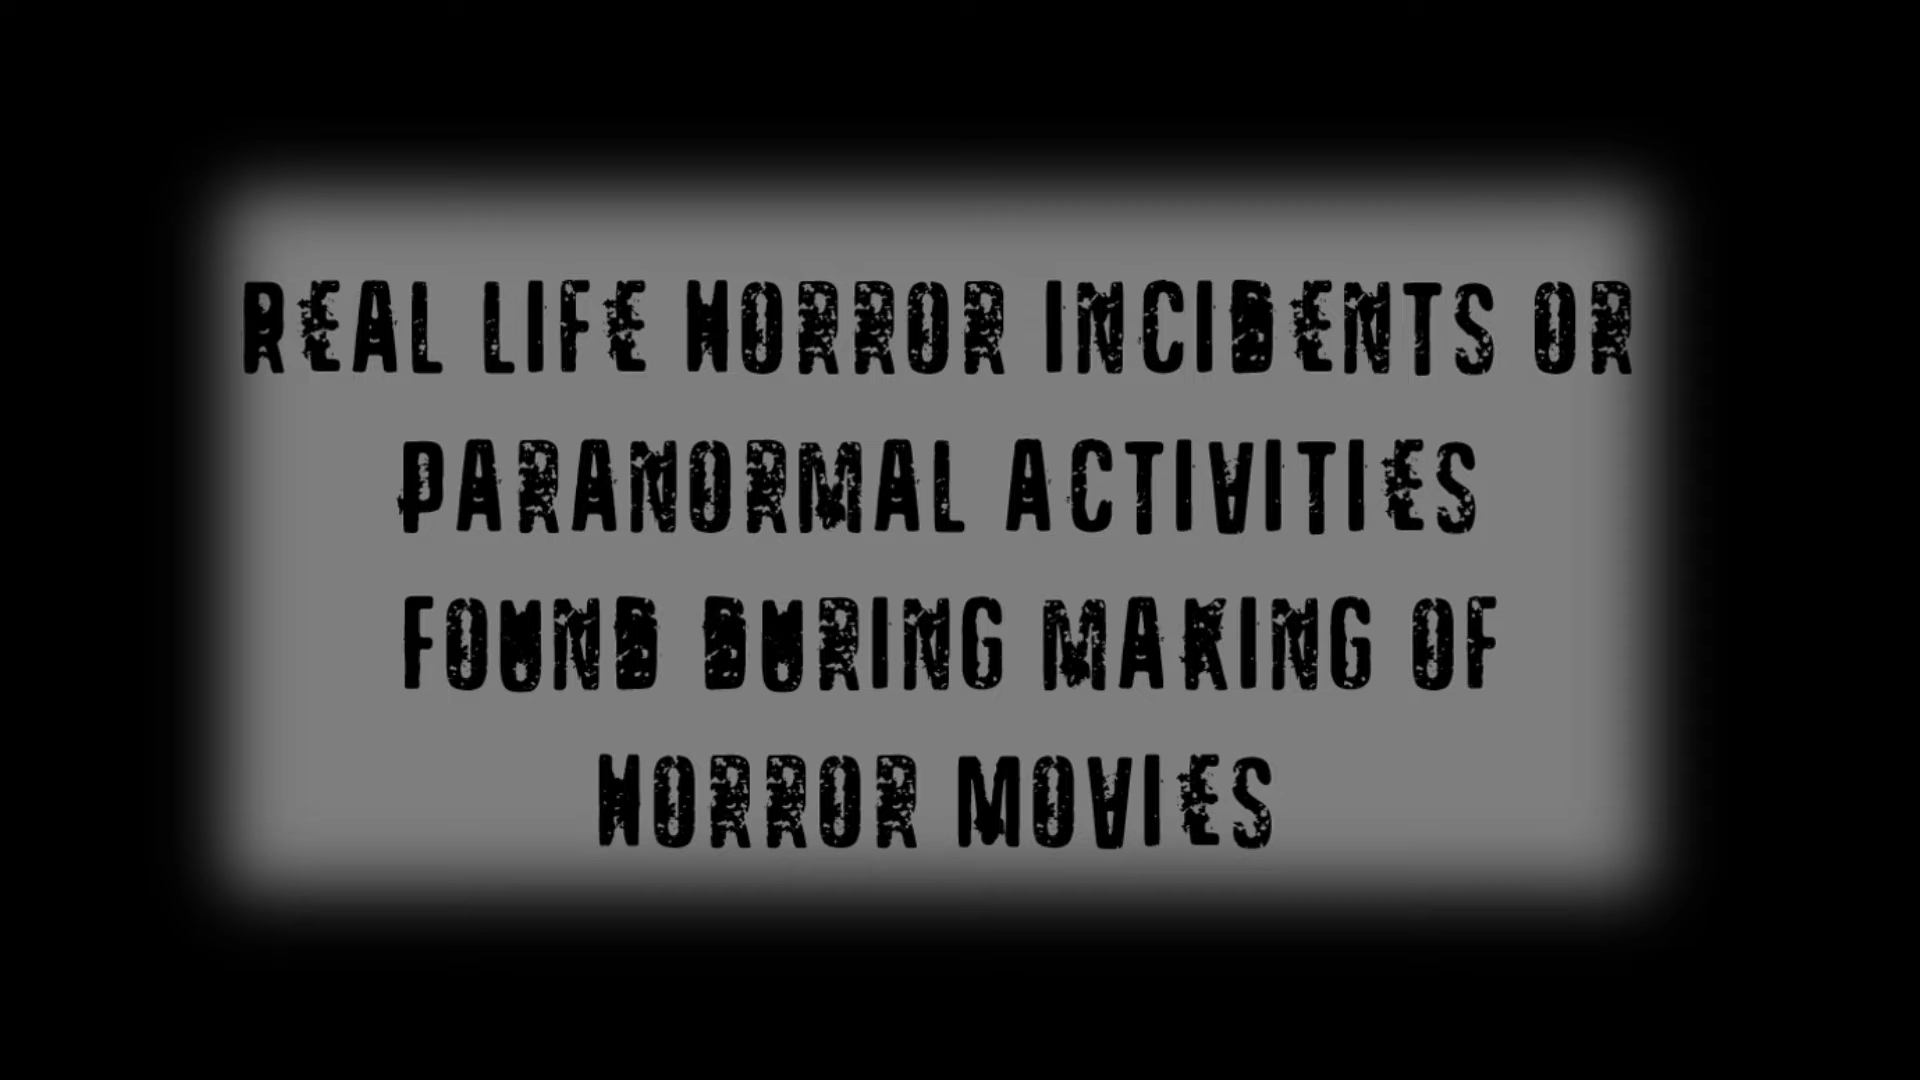 REAL LIFE HORROR INCIDENTS OR
PARANORMAL ACTIVITIES
FOUND DURING MAKING OF
HORROR MOVIES